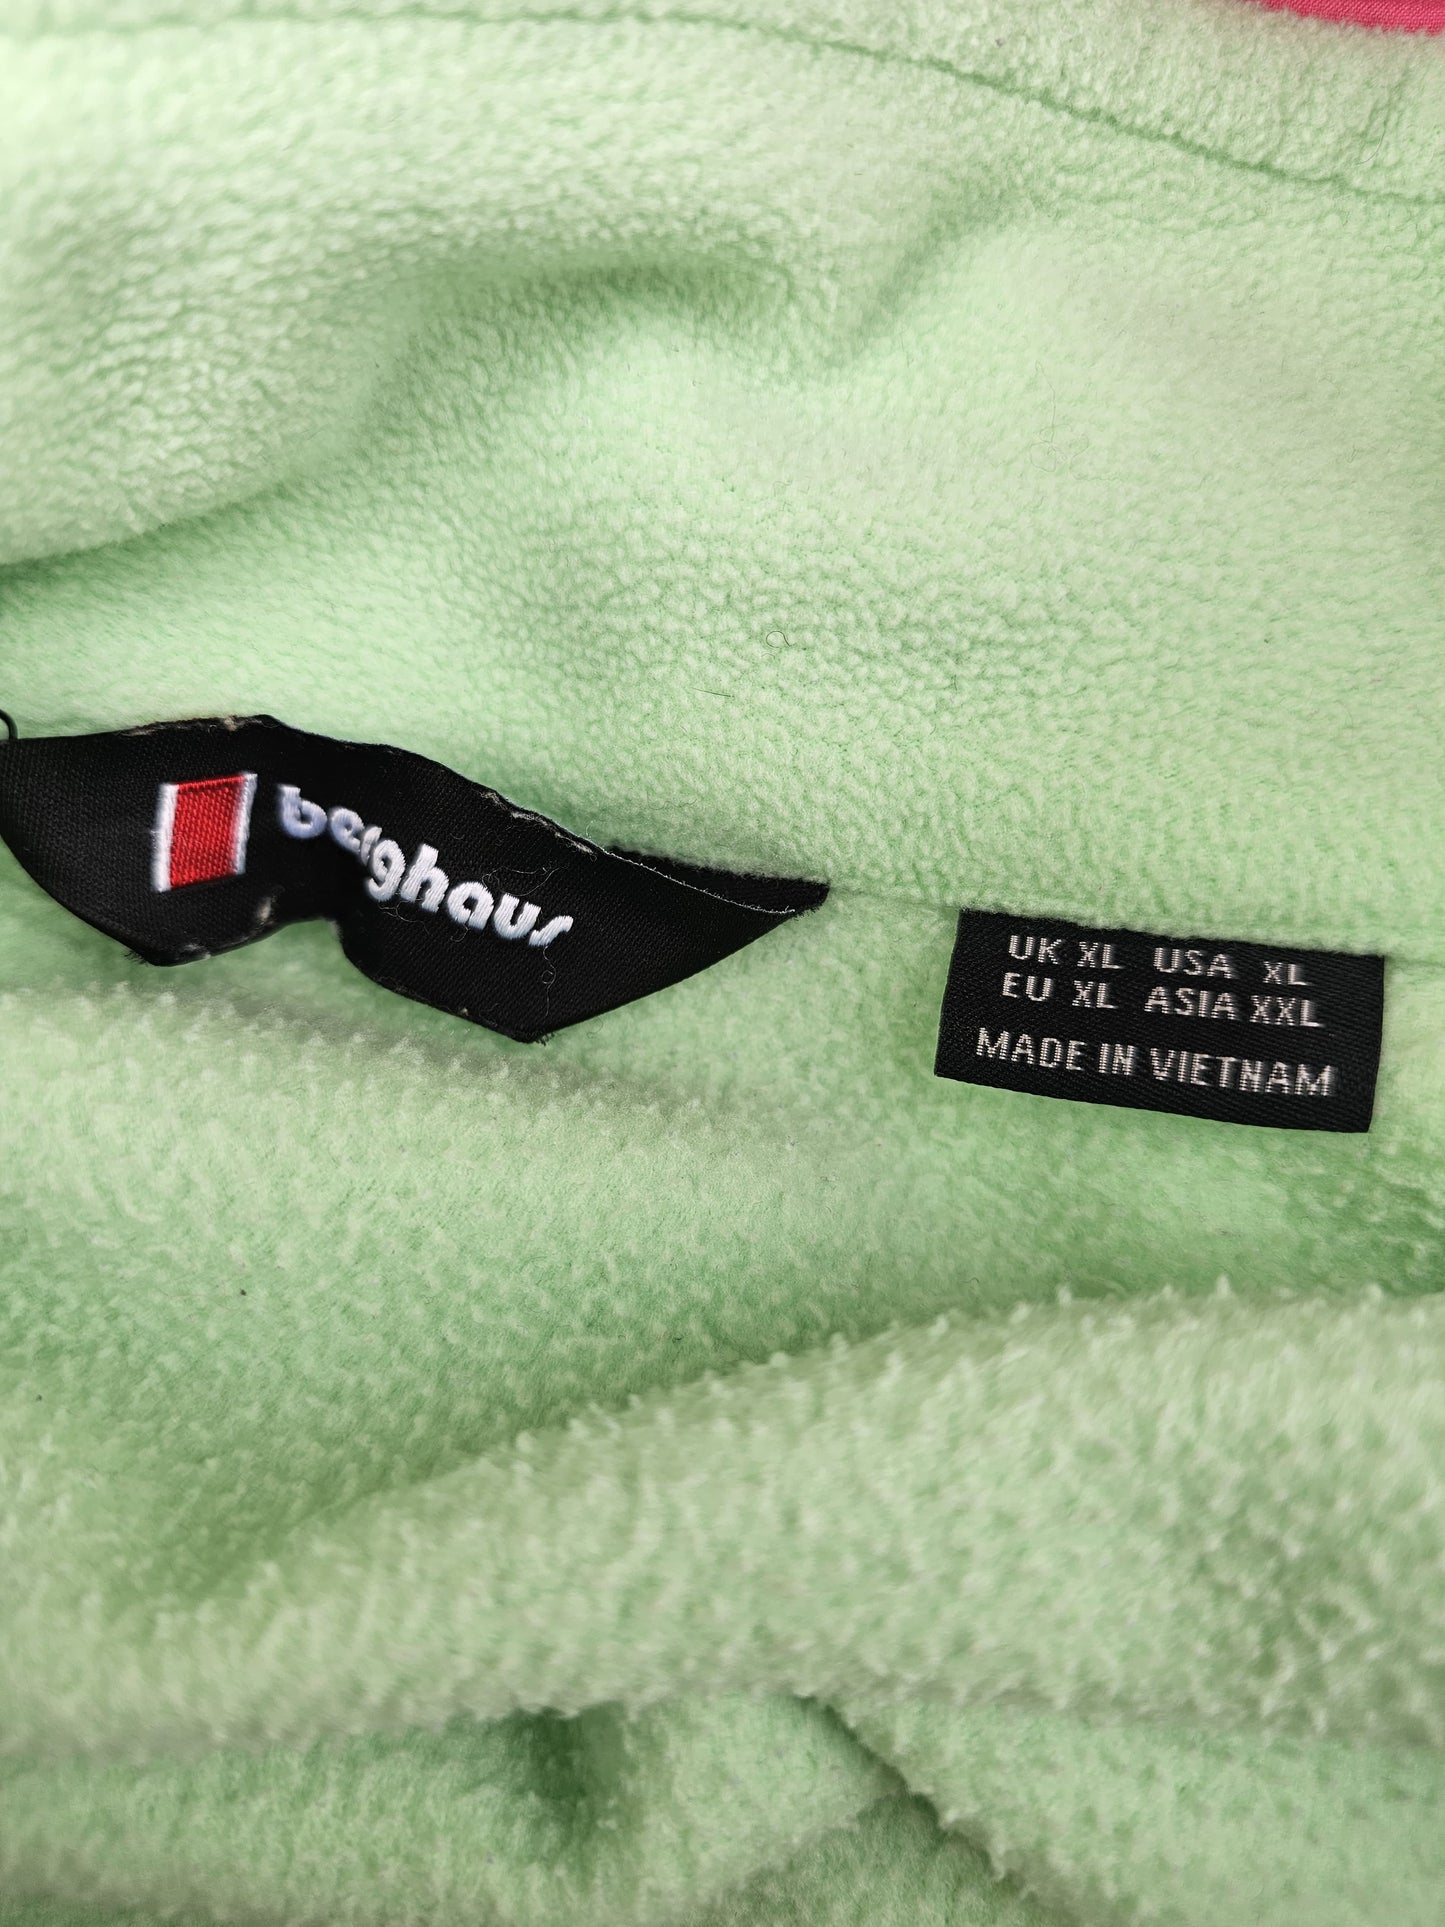 berghaus
UK XL USA XL
EU XL ASIA XXL
MADE IN VIETNAM